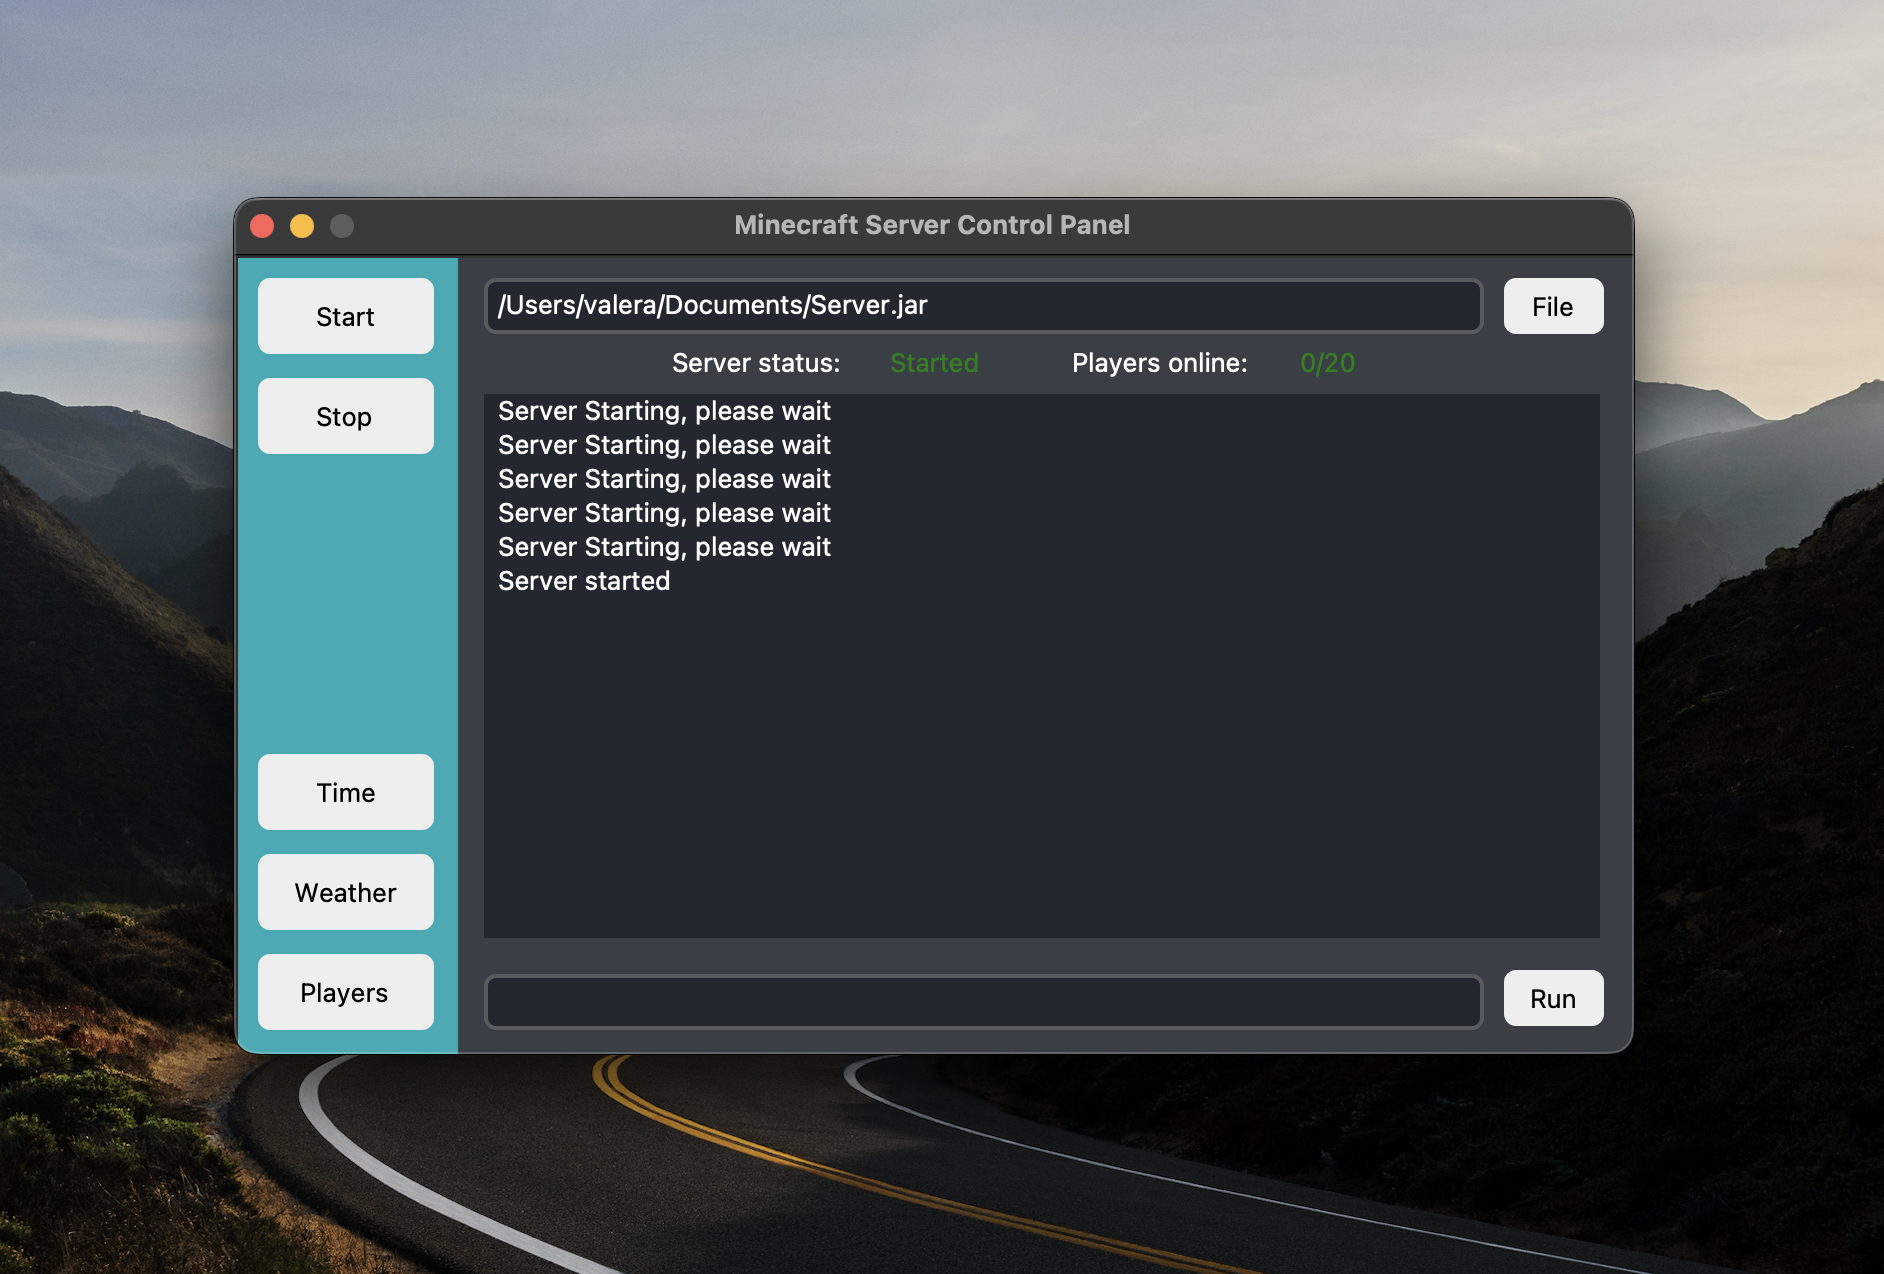 Minecraft Server Control Panel
Start
Stop
Time
Weather
Players
/Users/valera/Documents/Server.jar
File
Server status: Started Players online: 0/20
Server Starting, please wait
Server Starting, please wait
Server Starting, please wait
Server Starting, please wait
Server Starting, please wait
Server started
Run